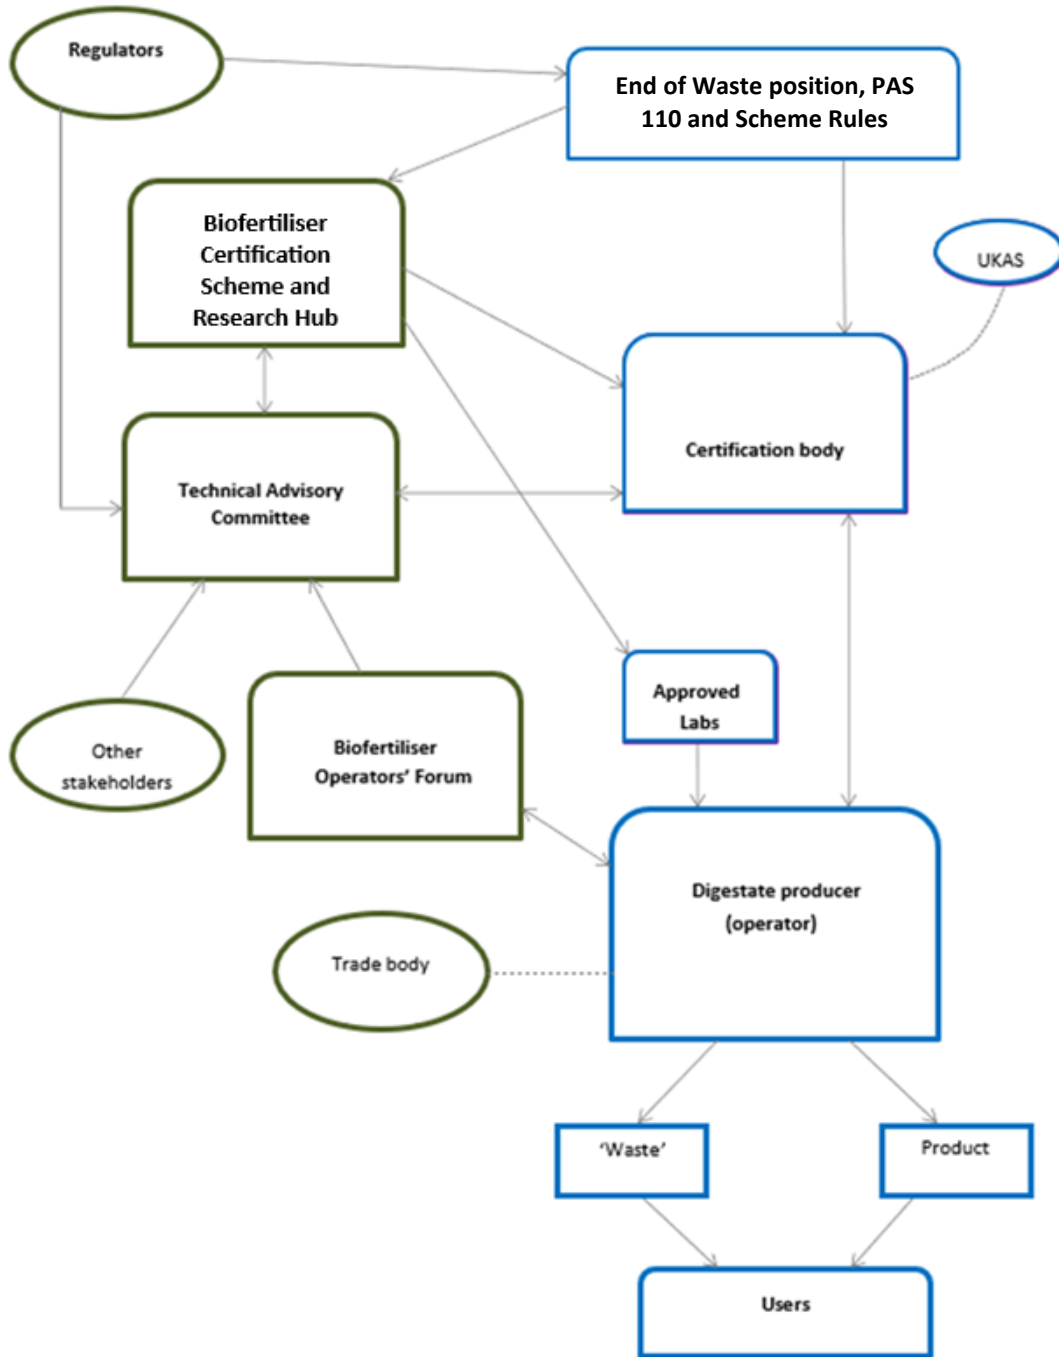 Regulators
End of Waste position, PAS
110 and Scheme Rules
Biofertiliser
Certification
Scheme and
Research Hub
UKAS
Certification body
Technical Advisory
Committee
Approved
Labs
Other
stakeholders
Biofertiliser
Operators’ Forum
Digestate producer
(operator)
Trade body
‘Waste’
Product
Users